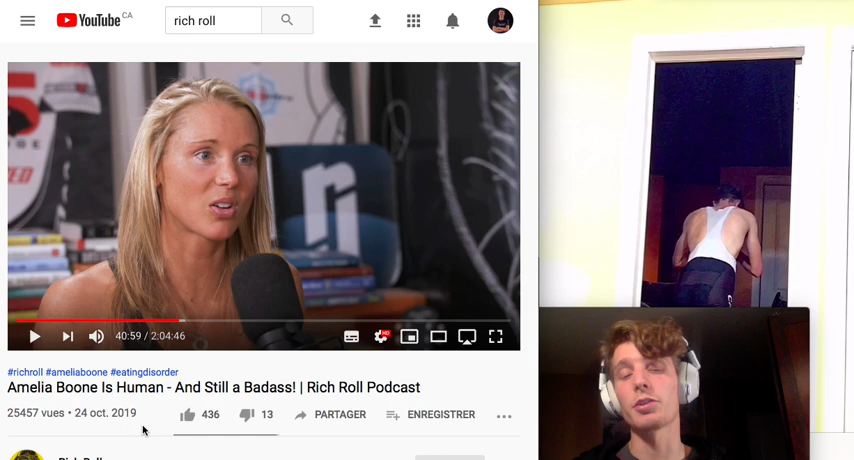 YouTube CA
rich roll
40:59 / 2:04:46
HD
#richroll #ameliaboone #eatingdisorder
Amelia Boone Is Human - And Still a Badass! | Rich Roll Podcast
25457 vues • 24 oct. 2019
436
13
PARTAGER
ENREGISTRER